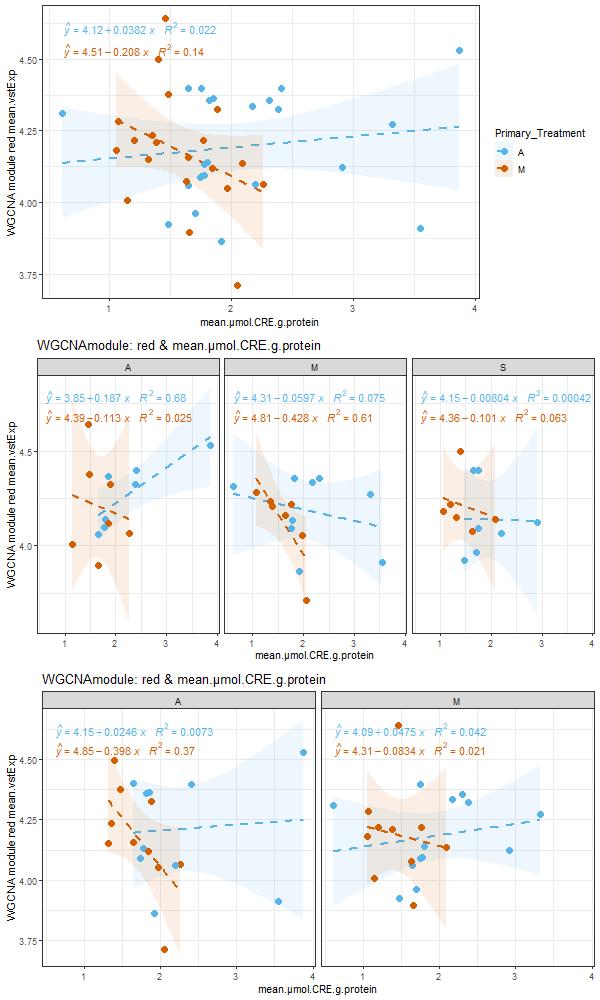 ŷ = 4.12+0.0382 x R² = 0.022
ŷ = 4.51−0.208 x R² = 0.14
4.50
4.25
4.00
3.75
WGCNA module red mean.vstExp
1
2
3
4
mean.µmol.CRE.g.protein
Primary_Treatment
A
M
WGCNAmodule: red & mean.µmol.CRE.g.protein
A
M
S
ŷ = 3.85+0.187 x R² = 0.68
ŷ = 4.39−0.113 x R² = 0.025
ŷ = 4.31−0.0597 x R² = 0.075
ŷ = 4.81−0.428 x R² = 0.61
ŷ = 4.15−0.00804 x R² = 0.00042
ŷ = 4.36−0.101 x R² = 0.063
4.5
4.0
WGCNA module red mean.vstExp
1 2 3 4
1 2 3 4
1 2 3 4
mean.µmol.CRE.g.protein
WGCNAmodule: red & mean.µmol.CRE.g.protein
A
M
ŷ = 4.15+0.0246 x R² = 0.0073
ŷ = 4.85−0.398 x R² = 0.37
ŷ = 4.09+0.0475 x R² = 0.042
ŷ = 4.31−0.0834 x R² = 0.021
4.50
4.25
4.00
3.75
WGCNA module red mean.vstExp
1 2 3 4
1 2 3 4
mean.µmol.CRE.g.protein